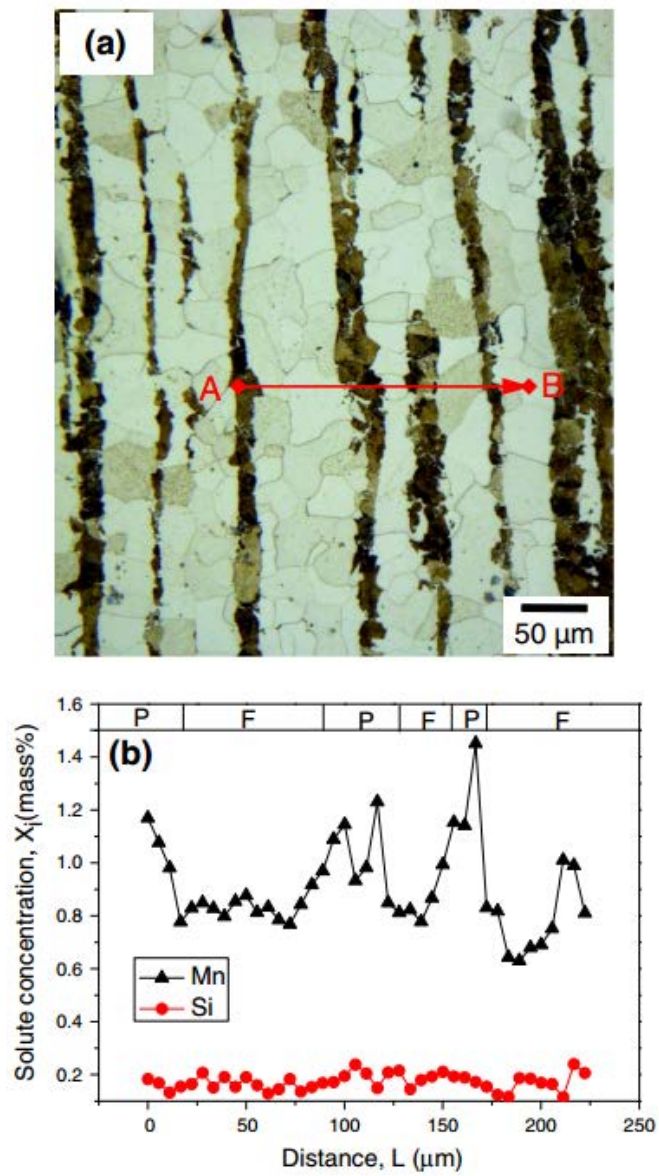 (a)
A B
50 μm
P F P F P F
(b)
1.6
1.4
1.2
1.0
0.8
0.6
0.4
0.2
Solute concentration, Xi(mass%)
Mn
Si
0 50 100 150 200 250
Distance, L (μm)